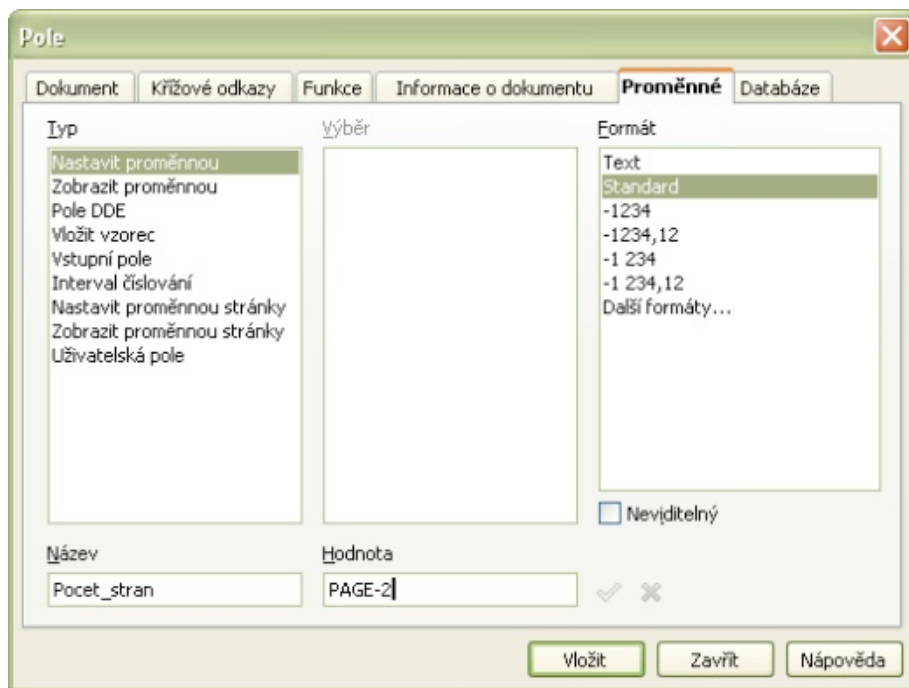 Pole
Dokument Křížové odkazy Funkce Informace o dokumentu Proměnné Databáze
Typ
Nastavit proměnnou
Zobrazit proměnnou
Pole DDE
Vložit vzorec
Vstupní pole
Interval číslování
Nastavit proměnnou stránky
Zobrazit proměnnou stránky
Uživatelská pole
Výběr
Formát
Text
Standard
-1234
-1234,12
-1 234
-1 234,12
Další formáty...
Neviditelný
Název
Pocet_stran
Hodnota
PAGE-2
Vložit Zavřít Nápověda